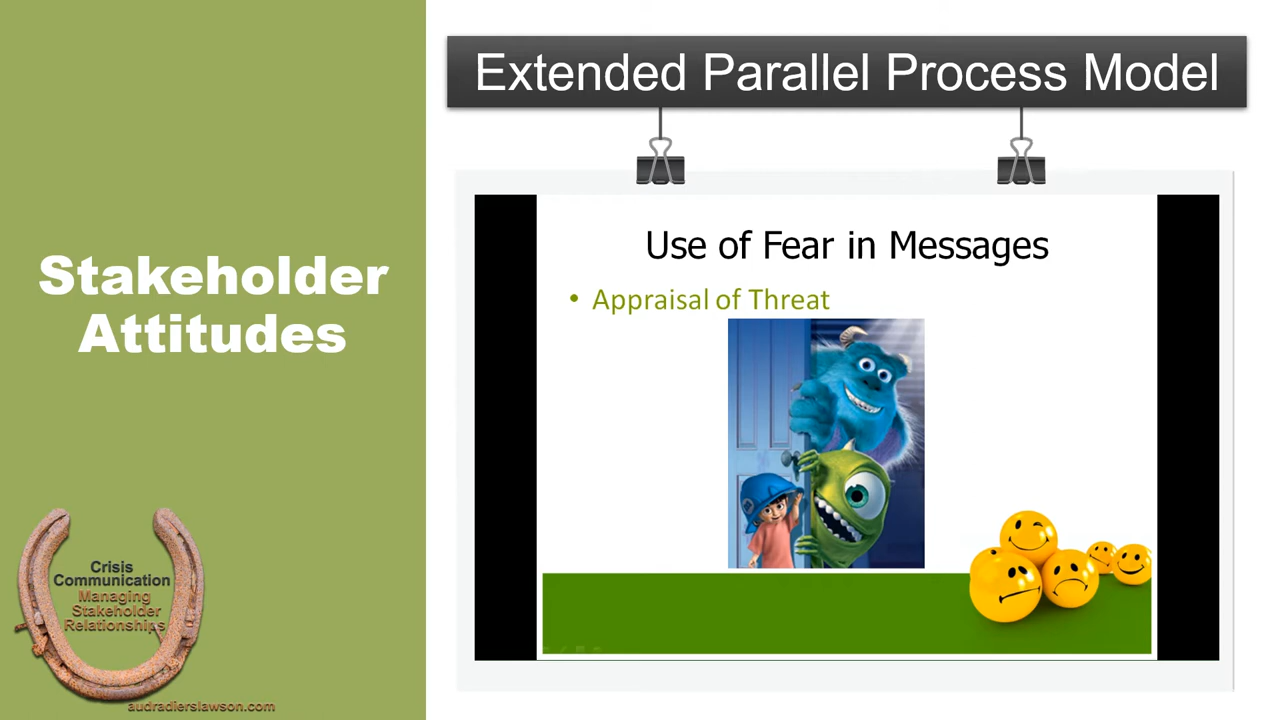 Extended Parallel Process Model
Stakeholder
Attitudes
Use of Fear in Messages
• Appraisal of Threat
Crisis
Communication
Managing
Stakeholder
Relationships
audradierslawson.com